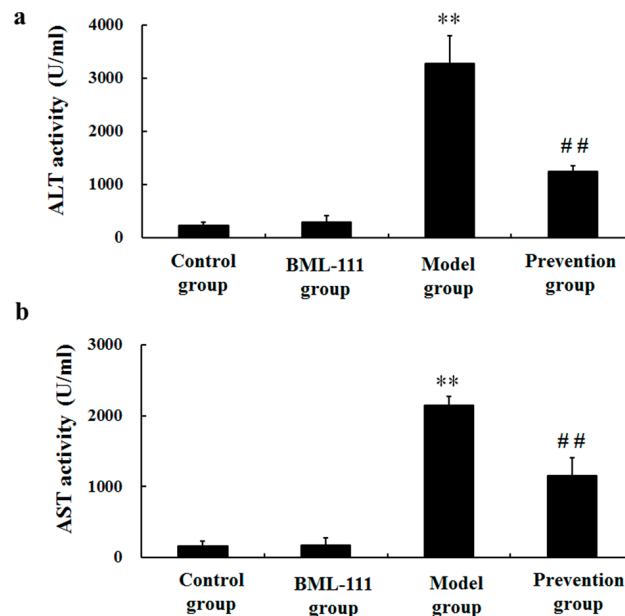 a
ALT activity (U/ml)
4000
3000
2000
1000
0
**
##
Control group
BML-111 group
Model group
Prevention group
b
AST activity (U/ml)
3000
2000
1000
0
**
##
Control group
BML-111 group
Model group
Prevention group